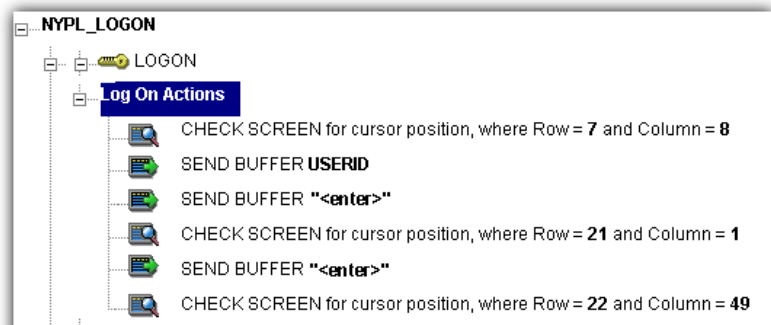 NYPL_LOGON
LOGON
Log On Actions
CHECK SCREEN for cursor position, where Row = 7 and Column = 8
SEND BUFFER USERID
SEND BUFFER "<enter>"
CHECK SCREEN for cursor position, where Row = 21 and Column = 1
SEND BUFFER "<enter>"
CHECK SCREEN for cursor position, where Row = 22 and Column = 49